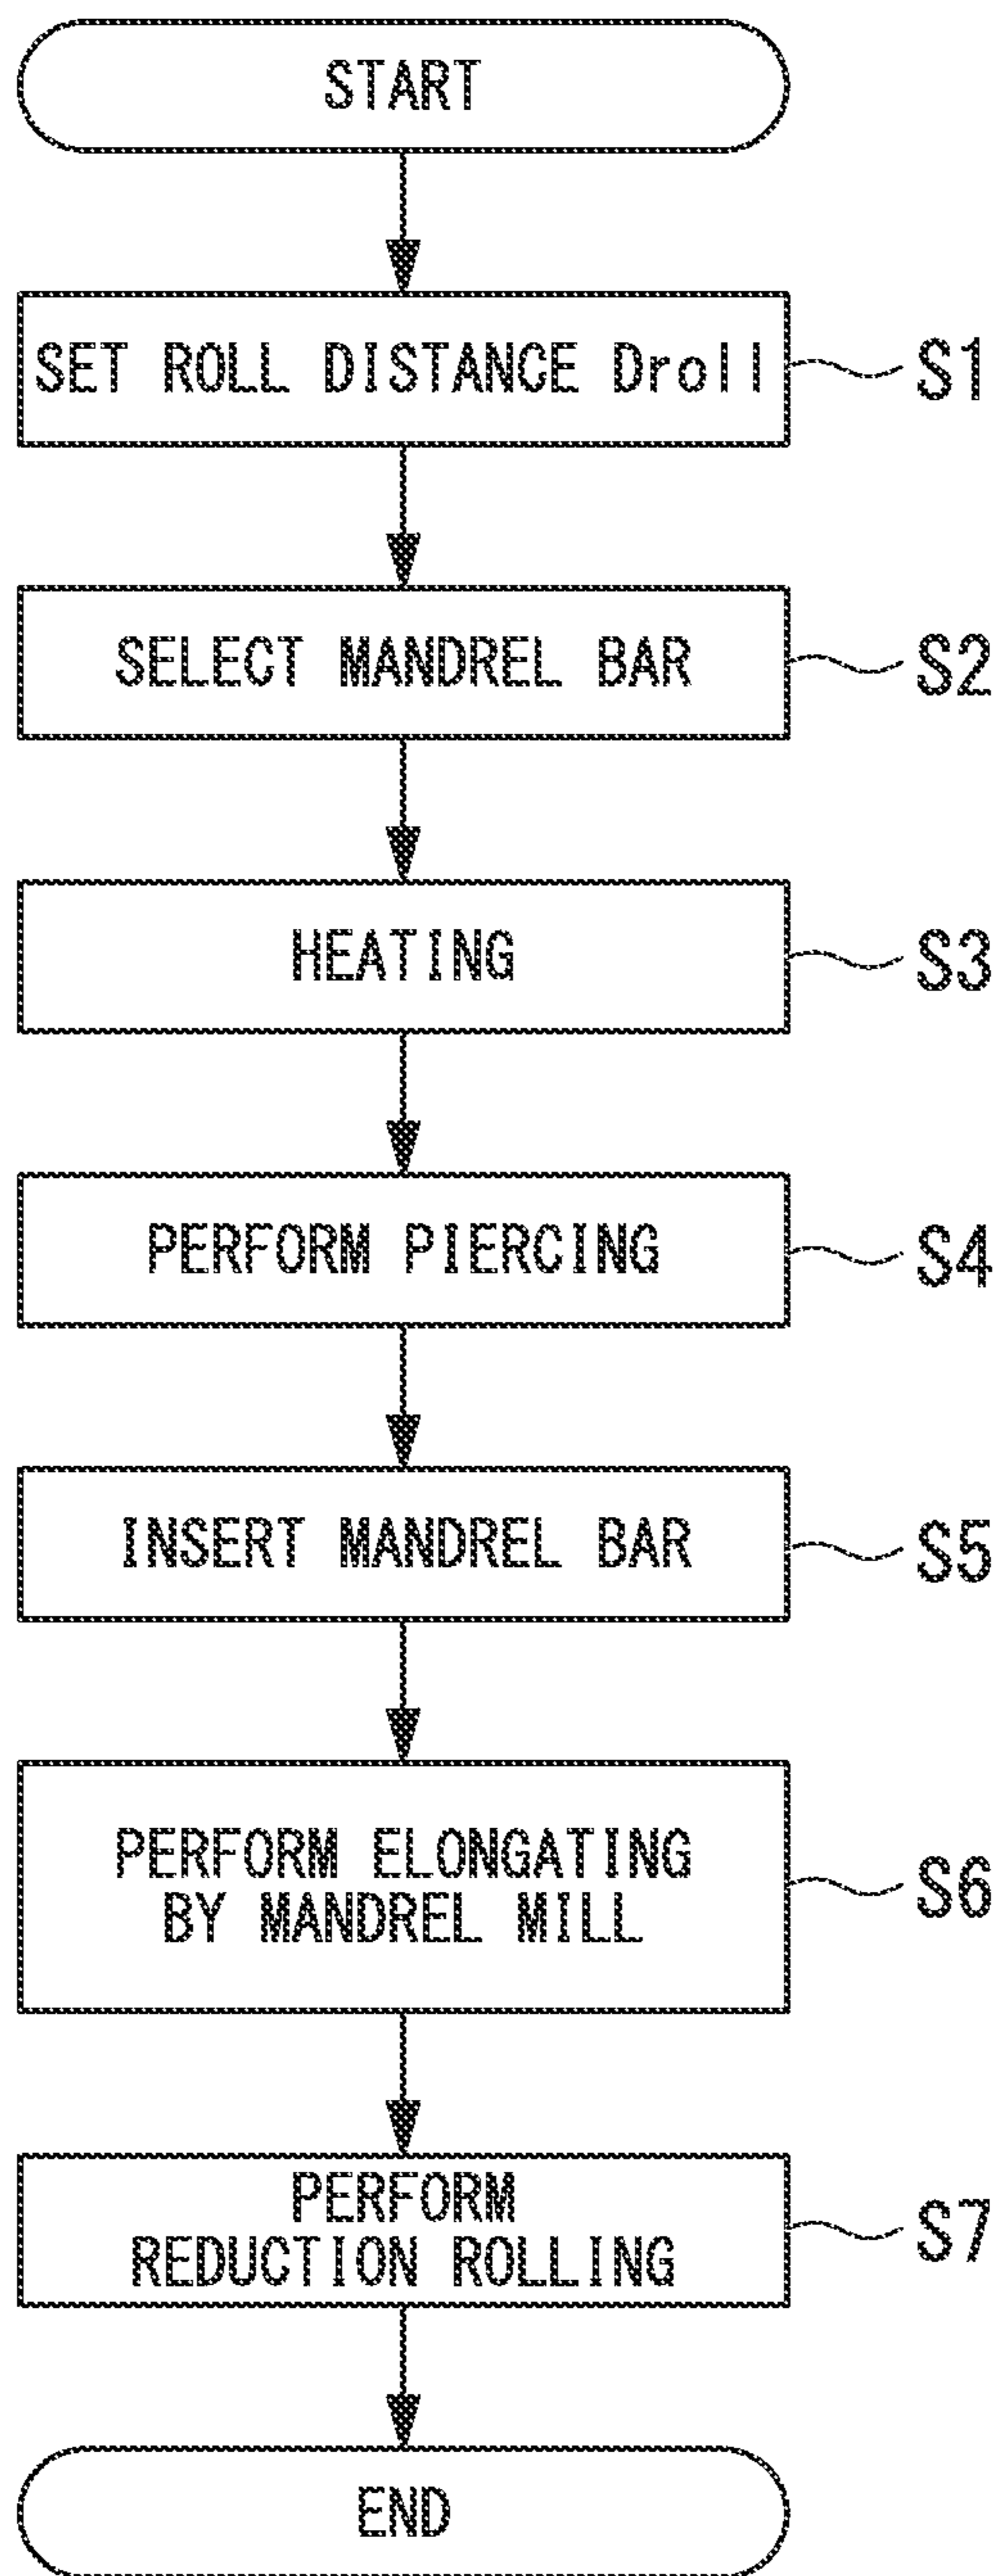 START
SET ROLL DISTANCE Droll
S1
SELECT MANDREL BAR
S2
HEATING
S3
PERFORM PIERCING
S4
INSERT MANDREL BAR
S5
PERFORM ELONGATING
BY MANDREL MILL
S6
PERFORM
REDUCTION ROLLING
S7
END